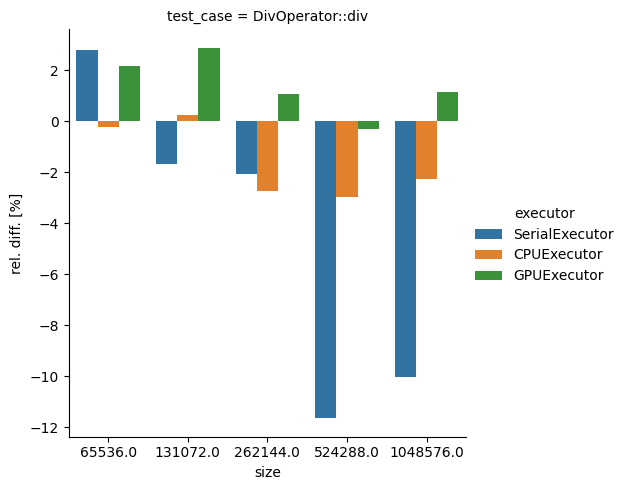 test_case = DivOperator::div
rel. diff. [%]
2
0
−2
−4
−6
−8
−10
−12
65536.0 131072.0 262144.0 524288.0 1048576.0
size
executor
SerialExecutor
CPUExecutor
GPUExecutor